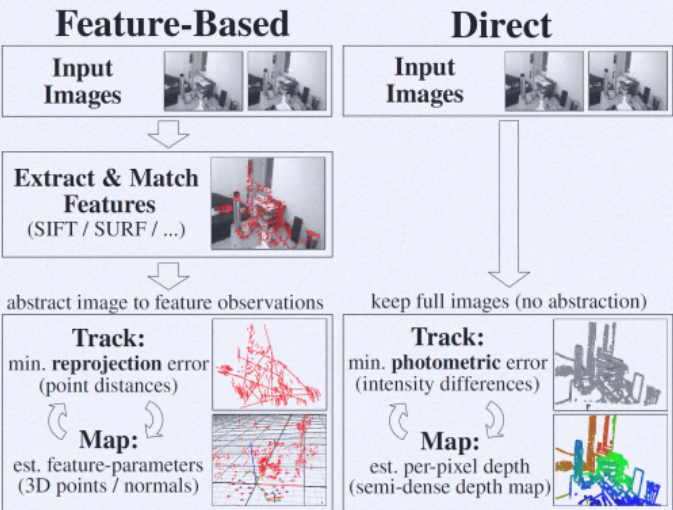 Feature-Based
Input
Images
Extract & Match
Features
(SIFT / SURF / ...)
abstract image to feature observations
Track:
min. reprojection error
(point distances)
Map:
est. feature-parameters
(3D points / normals)
Direct
Input
Images
keep full images (no abstraction)
Track:
min. photometric error
(intensity differences)
Map:
est. per-pixel depth
(semi-dense depth map)